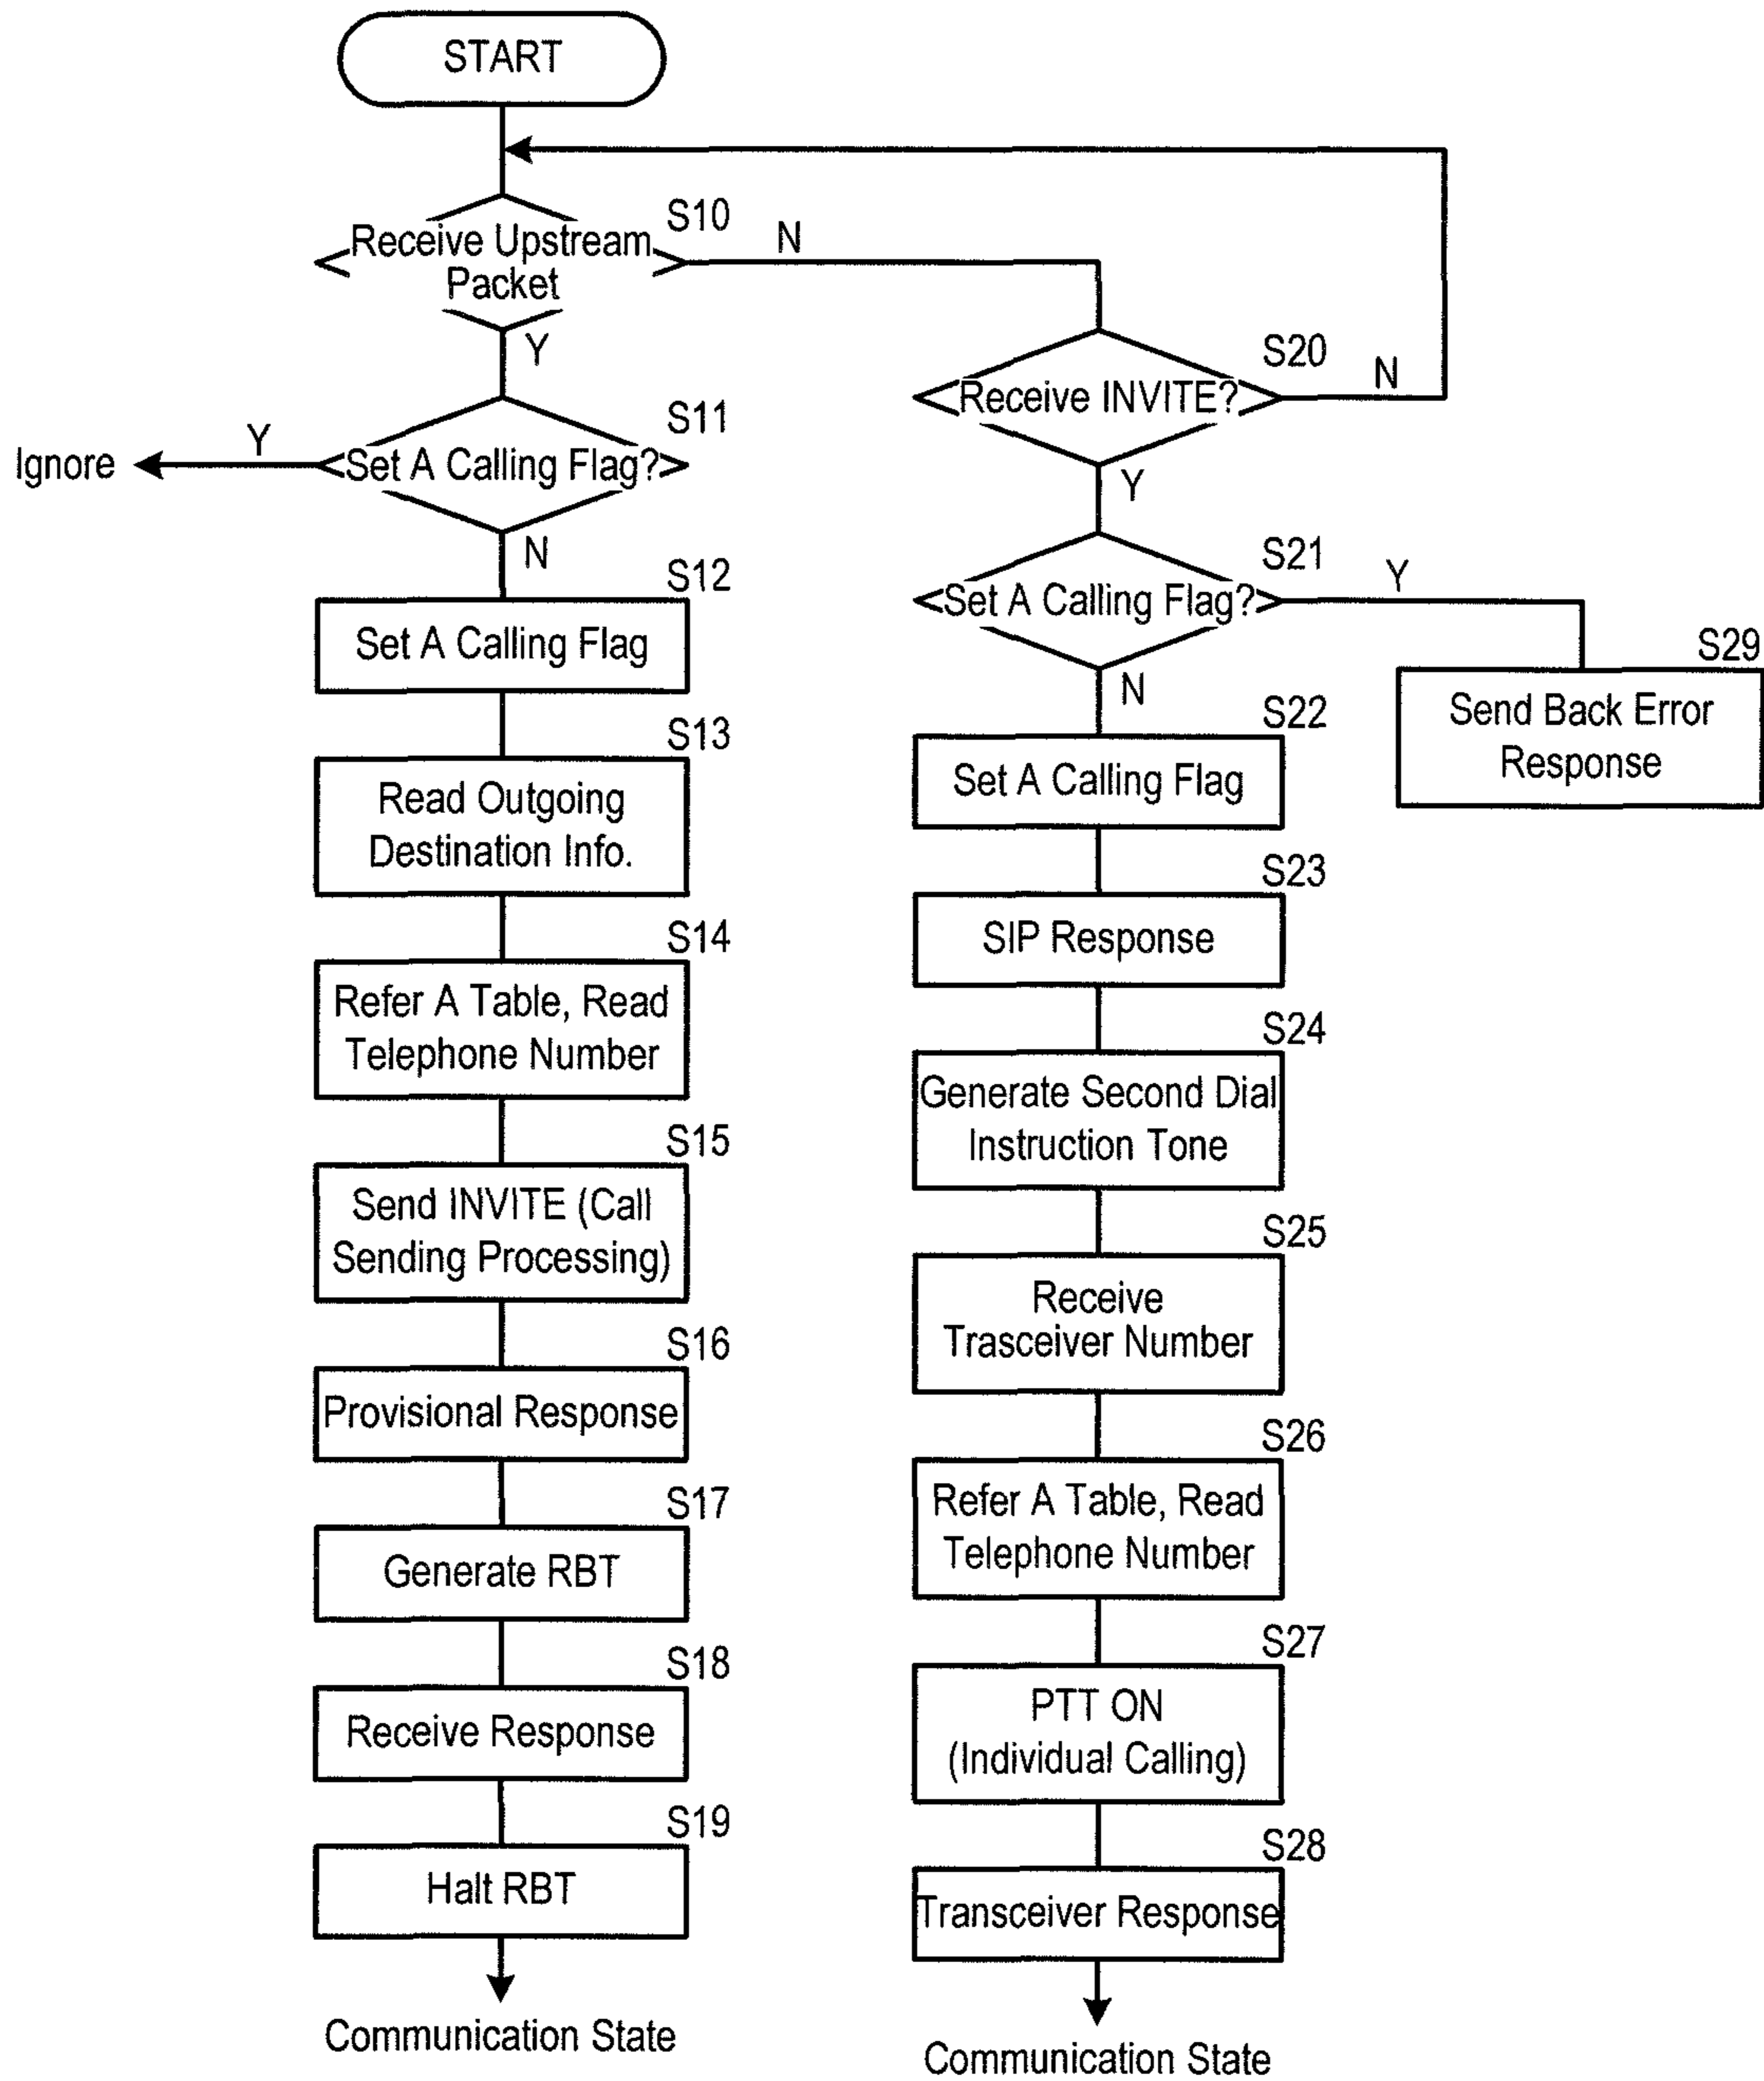 START
S10
Receive Upstream
Packet
N
Y
S11
Set A Calling Flag?
Y
Ignore
N
S12
Set A Calling Flag
S13
Read Outgoing
Destination Info.
S14
Refer A Table, Read
Telephone Number
S15
Send INVITE (Call
Sending Processing)
S16
Provisional Response
S17
Generate RBT
S18
Receive Response
S19
Halt RBT
Communication State
S20
Receive INVITE?
N
Y
S21
Set A Calling Flag?
Y
N
S29
Send Back Error
Response
S22
Set A Calling Flag
S23
SIP Response
S24
Generate Second Dial
Instruction Tone
S25
Receive
Trasceiver Number
S26
Refer A Table, Read
Telephone Number
S27
PTT ON
(Individual Calling)
S28
Transceiver Response
Communication State